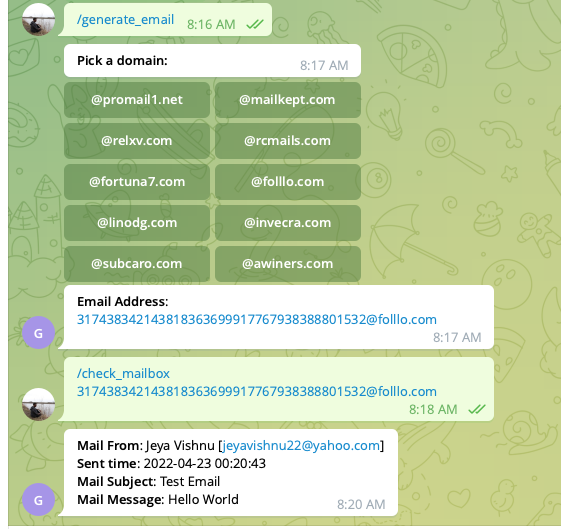 /generate_email 8:16 AM
Pick a domain: 8:17 AM
@promail1.net @mailkept.com
@relxv.com @rcmails.com
@fortuna7.com @folllo.com
@linodg.com @invecra.com
@subcaro.com @awiners.com
Email Address:
317438342143818363699917767938388801532@folllo.com
G 8:17 AM
/check_mailbox
317438342143818363699917767938388801532@folllo.com
8:18 AM
Mail From: Jeya Vishnu [jeyavishnu22@yahoo.com]
Sent time: 2022-04-23 00:20:43
Mail Subject: Test Email
G Mail Message: Hello World 8:20 AM